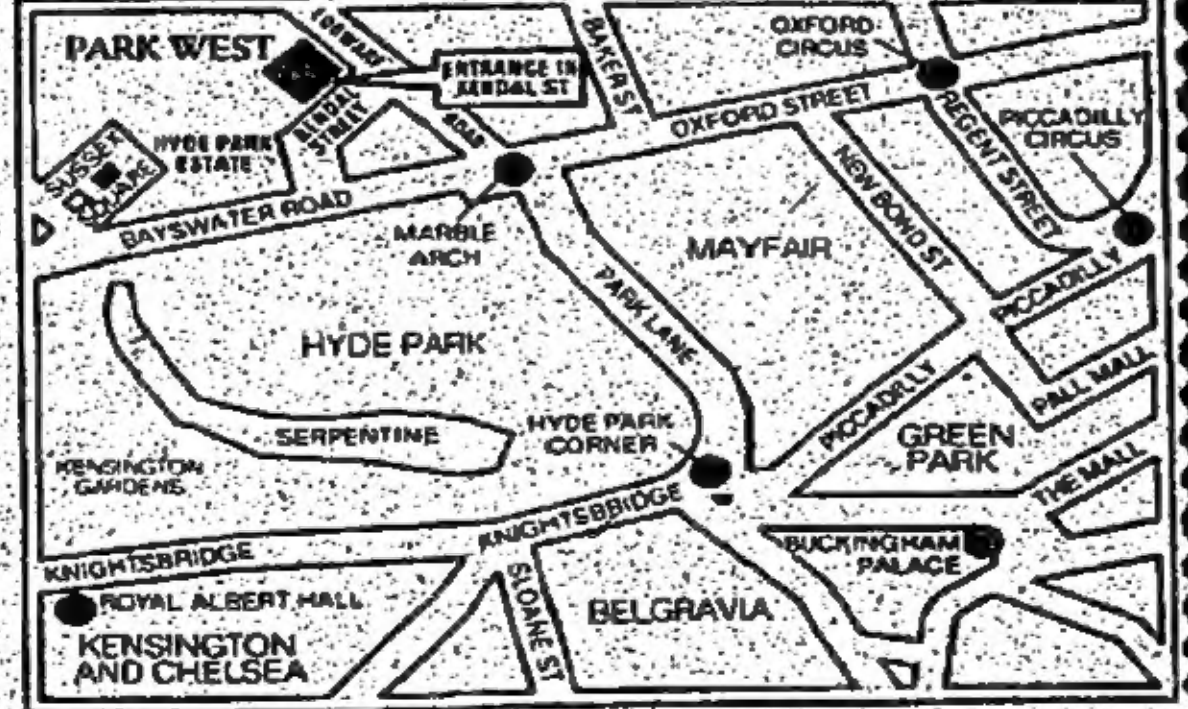 PARK WEST
EDGWARE
ROAD
ENTRANCE IN
KENDAL ST
KENDAL
STREET
HYDE PARK
ESTATE
SUSSEX
SQUARE
BAYSWATER ROAD
MARBLE
ARCH
BAKER ST
OXFORD STREET
OXFORD
CIRCUS
REGENT STREET
PICCADILLY
CIRCUS
NEW BOND ST
MAYFAIR
PARK LANE
PICCADILLY
PICCADILLY
PALL MALL
HYDE PARK
SERPENTINE
KENSINGTON
GARDENS
HYDE PARK
CORNER
GREEN
PARK
THE MALL
KNIGHTSBRIDGE
KNIGHTSBBRIDGE
BUCKINGHAM
PALACE
ROYAL ALBERT HALL
KENSINGTON
AND CHELSEA
SLOANE ST
BELGRAVIA